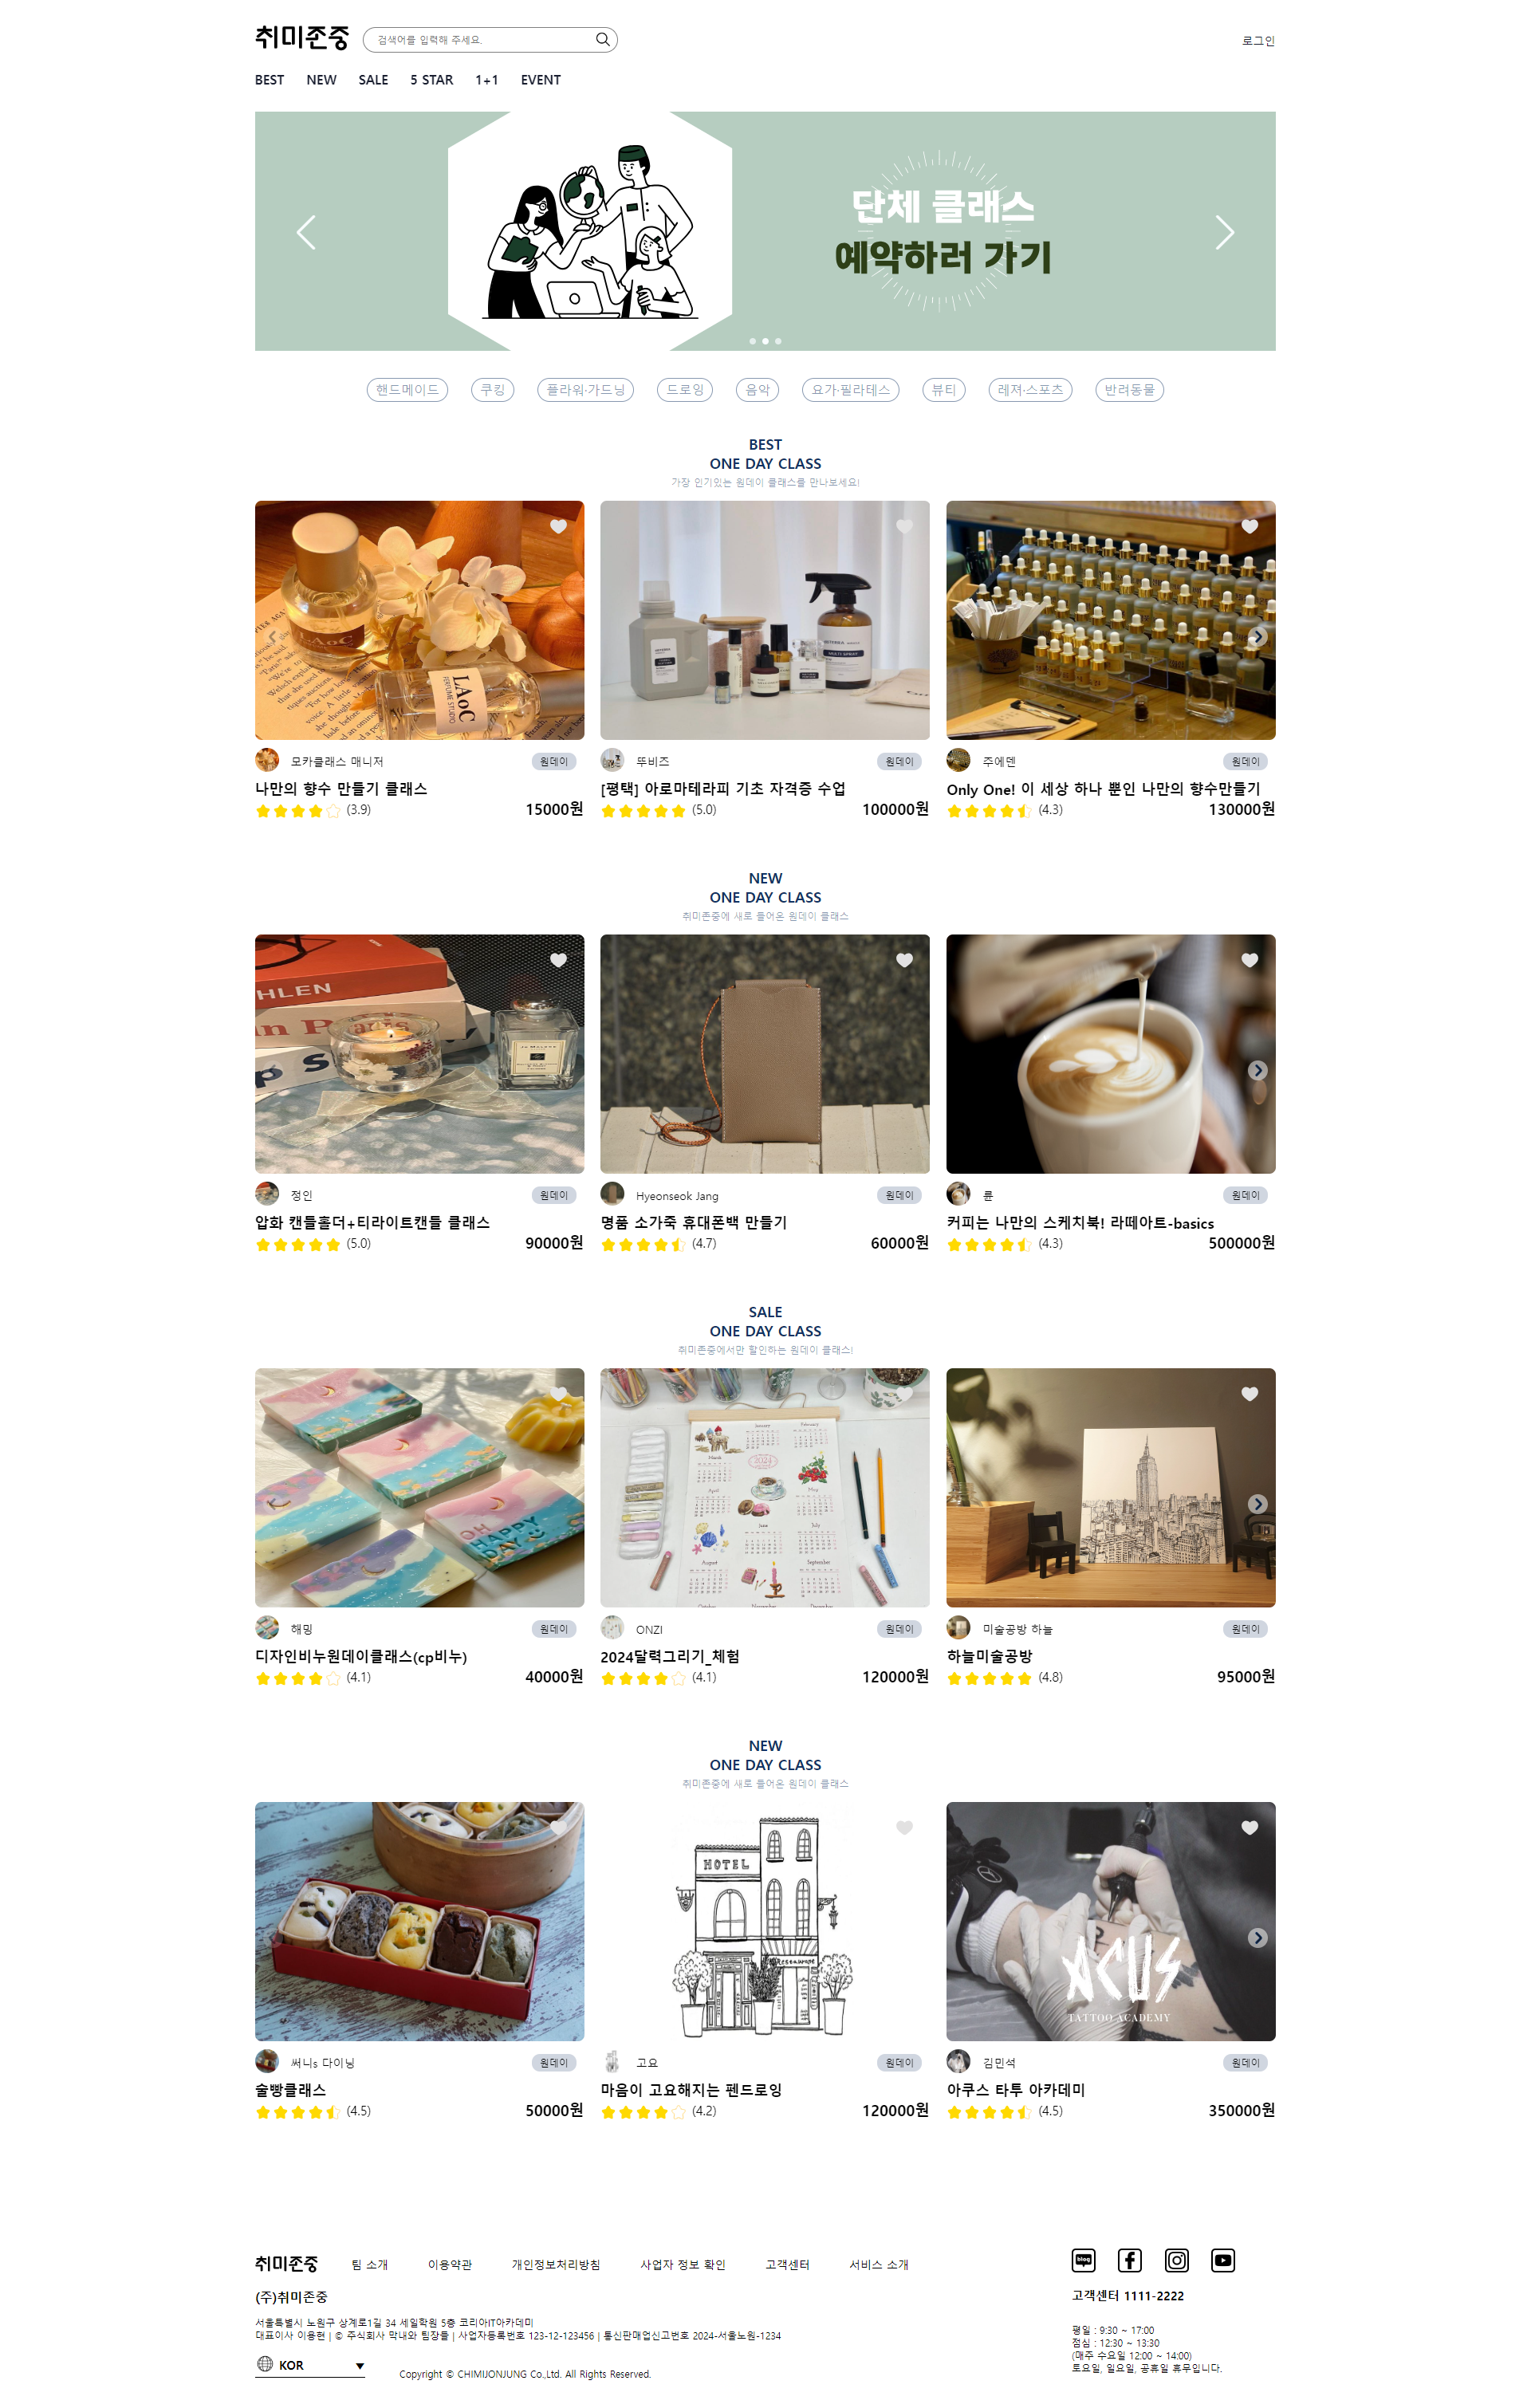 취미존중
검색어를 입력해 주세요.
로그인
BEST NEW SALE 5 STAR 1+1 EVENT
단체 클래스
예약하러 가기
핸드메이드 쿠킹 플라워·가드닝 드로잉 음악 요가·필라테스 뷰티 레져·스포츠 반려동물
BEST
ONE DAY CLASS
가장 인기있는 원데이 클래스를 만나보세요!
LAoC
LAoC
PERFUME STUDIO
모카클래스 매니저 원데이
나만의 향수 만들기 클래스
(3.9) 15000원
뚜비즈 원데이
[평택] 아로마테라피 기초 자격증 수업
(5.0) 100000원
주에덴 원데이
Only One! 이 세상 하나 뿐인 나만의 향수만들기
(4.3) 130000원
NEW
ONE DAY CLASS
취미존중에 새로 들어온 원데이 클래스
HLEN
Paris
정인 원데이
압화 캔들홀더+티라이트캔들 클래스
(5.0) 90000원
Hyeonseok Jang 원데이
명품 소가죽 휴대폰백 만들기
(4.7) 60000원
륜 원데이
커피는 나만의 스케치북! 라떼아트-basics
(4.3) 500000원
SALE
ONE DAY CLASS
취미존중에서만 할인하는 원데이 클래스!
OH
HAPPY
DAY
January February
March
2024
April May
June July
August September
October November December
해밍 원데이
디자인비누원데이클래스(cp비누)
(4.1) 40000원
ONZI 원데이
2024달력그리기_체험
(4.1) 120000원
미술공방 하늘 원데이
하늘미술공방
(4.8) 95000원
NEW
ONE DAY CLASS
취미존중에 새로 들어온 원데이 클래스
HOTEL
ACUS
TATTOO ACADEMY
써니s 다이닝 원데이
술빵클래스
(4.5) 50000원
고요 원데이
마음이 고요해지는 펜드로잉
(4.2) 120000원
김민석 원데이
아쿠스 타투 아카데미
(4.5) 350000원
취미존중 팀 소개 이용약관 개인정보처리방침 사업자 정보 확인 고객센터 서비스 소개
blog
(주)취미존중
서울특별시 노원구 상계로1길 34 세일학원 5층 코리아IT아카데미
대표이사 이용현 | © 주식회사 막내와 팀장들 | 사업자등록번호 123-12-123456 | 통신판매업신고번호 2024-서울노원-1234
KOR
Copyright © CHIMIJONJUNG Co.,Ltd. All Rights Reserved.
고객센터 1111-2222
평일 : 9:30 ~ 17:00
점심 : 12:30 ~ 13:30
(매주 수요일 12:00 ~ 14:00)
토요일, 일요일, 공휴일 휴무입니다.